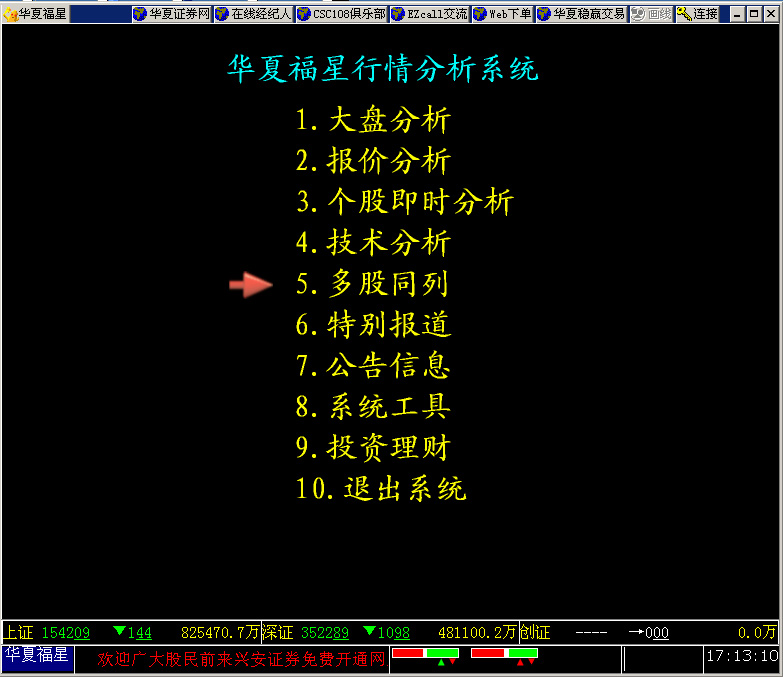 华夏福星 华夏证券网 在线经纪人 CSC108俱乐部 EZcall交流 Web下单 华夏稳赢交易 画线 连接
华夏福星行情分析系统
1.大盘分析
2.报价分析
3.个股即时分析
4.技术分析
5.多股同列
6.特别报道
7.公告信息
8.系统工具
9.投资理财
10.退出系统
上证 154209 ▼144 825470.7万 深证 352289 ▼1098 481100.2万 创证 ---- →000 0.0万
华夏福星 欢迎广大股民前来兴安证券免费开通网 17:13:10